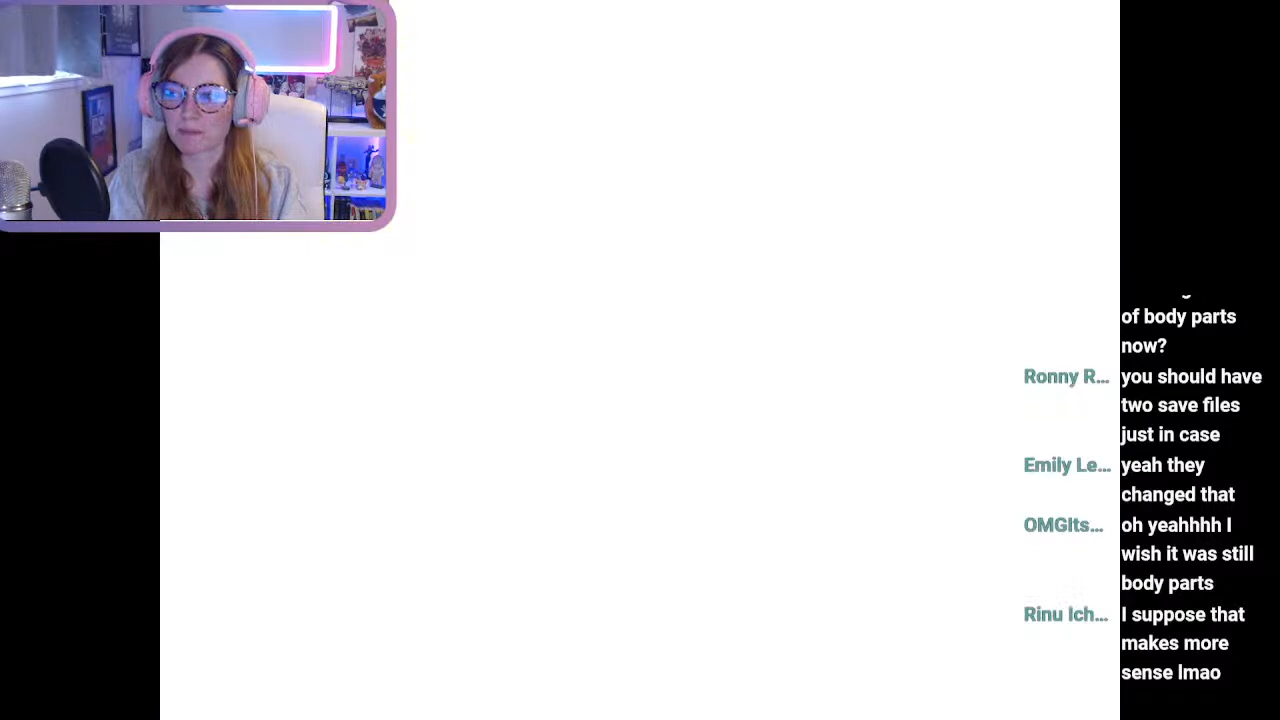 of body parts
now?
Ronny R... you should have
two save files
just in case
Emily Le... yeah they
changed that
OMGIts... oh yeahhhh I
wish it was still
body parts
Rinu Ich... I suppose that
makes more
sense lmao